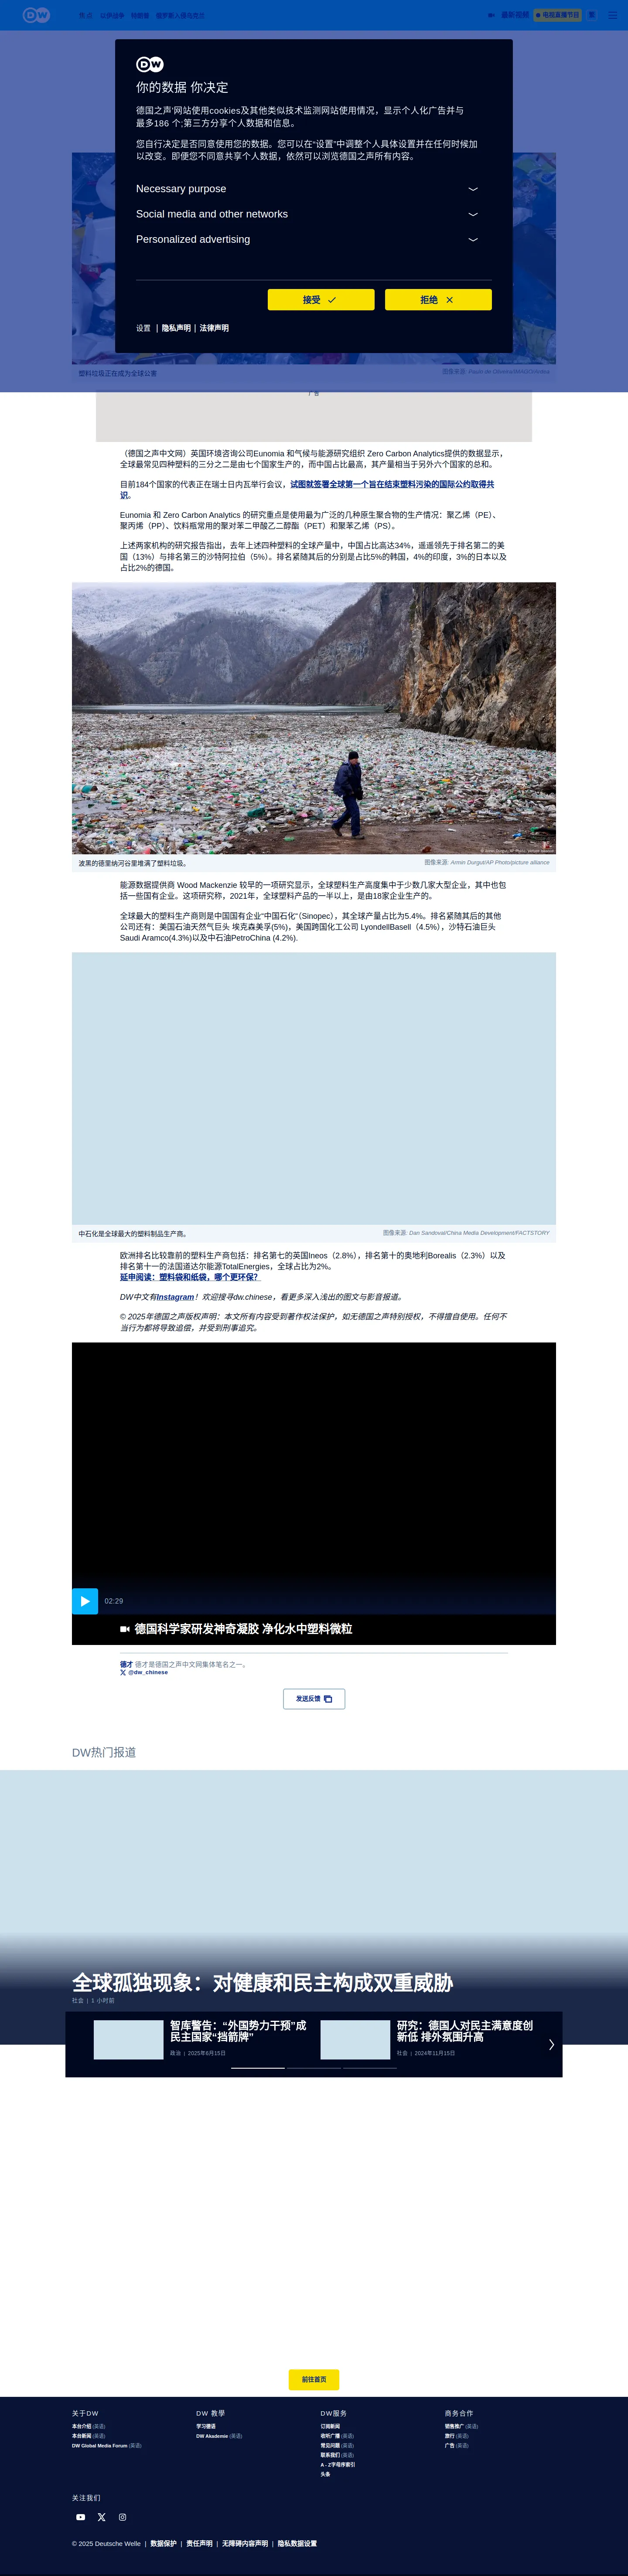 DW
焦点
以伊战争
特朗普
俄罗斯入侵乌克兰
最新视频
电视直播节目
繁
DW
你的数据 你决定
德国之声'网站使用cookies及其他类似技术监测网站使用情况，显示个人化广告并与
最多186 个;第三方分享个人数据和信息。
您自行决定是否同意使用您的数据。您可以在“设置”中调整个人具体设置并在任何时候加
以改变。即便您不同意共享个人数据，依然可以浏览德国之声所有内容。
Necessary purpose
Social media and other networks
Personalized advertising
接受
拒绝
设置 | 隐私声明 | 法律声明
塑料垃圾正在成为全球公害
图像来源: Paulo de Oliveira/IMAGO/Ardea
广告
（德国之声中文网）英国环境咨询公司Eunomia 和气候与能源研究组织 Zero Carbon Analytics提供的数据显示，
全球最常见四种塑料的三分之二是由七个国家生产的，而中国占比最高，其产量相当于另外六个国家的总和。
目前184个国家的代表正在瑞士日内瓦举行会议，试图就签署全球第一个旨在结束塑料污染的国际公约取得共
识。
Eunomia 和 Zero Carbon Analytics 的研究重点是使用最为广泛的几种原生聚合物的生产情况：聚乙烯（PE）、
聚丙烯（PP）、饮料瓶常用的聚对苯二甲酸乙二醇酯（PET）和聚苯乙烯（PS）。
上述两家机构的研究报告指出，去年上述四种塑料的全球产量中，中国占比高达34%，遥遥领先于排名第二的美
国（13%）与排名第三的沙特阿拉伯（5%）。排名紧随其后的分别是占比5%的韩国，4%的印度，3%的日本以及
占比2%的德国。
© Armin Durgut, AP Photo, picture alliance
波黑的德里纳河谷里堆满了塑料垃圾。
图像来源: Armin Durgut/AP Photo/picture alliance
能源数据提供商 Wood Mackenzie 较早的一项研究显示，全球塑料生产高度集中于少数几家大型企业，其中也包
括一些国有企业。这项研究称，2021年，全球塑料产品的一半以上，是由18家企业生产的。
全球最大的塑料生产商则是中国国有企业“中国石化”（Sinopec），其全球产量占比为5.4%。排名紧随其后的其他
公司还有：美国石油天然气巨头 埃克森美孚(5%)，美国跨国化工公司 LyondellBasell（4.5%），沙特石油巨头
Saudi Aramco(4.3%)以及中石油PetroChina (4.2%).
中石化是全球最大的塑料制品生产商。
图像来源: Dan Sandoval/China Media Development/FACTSTORY
欧洲排名比较靠前的塑料生产商包括：排名第七的英国Ineos（2.8%），排名第十的奥地利Borealis（2.3%）以及
排名第十一的法国道达尔能源TotalEnergies，全球占比为2%。
延申阅读：塑料袋和纸袋，哪个更环保?
DW中文有Instagram！欢迎搜寻dw.chinese，看更多深入浅出的图文与影音报道。
© 2025年德国之声版权声明：本文所有内容受到著作权法保护，如无德国之声特别授权，不得擅自使用。任何不
当行为都将导致追偿，并受到刑事追究。
02:29
德国科学家研发神奇凝胶 净化水中塑料微粒
德才 德才是德国之声中文网集体笔名之一。
@dw_chinese
发送反馈
DW热门报道
全球孤独现象：对健康和民主构成双重威胁
社会 | 1 小时前
智库警告：“外国势力干预”成
民主国家“挡箭牌”
政治 | 2025年6月15日
研究：德国人对民主满意度创
新低 排外氛围升高
社会 | 2024年11月15日
前往首页
关于DW
本台介绍 (英语)
本台新闻 (英语)
DW Global Media Forum (英语)
DW 教學
学习德语
DW Akademie (英语)
DW服务
订阅新闻
收听广播 (英语)
常见问题 (英语)
联系我们 (英语)
A - Z字母序索引
头条
商务合作
销售推广 (英语)
旅行 (英语)
广告 (英语)
关注我们
© 2025 Deutsche Welle | 数据保护 | 责任声明 | 无障碍内容声明 | 隐私数据设置